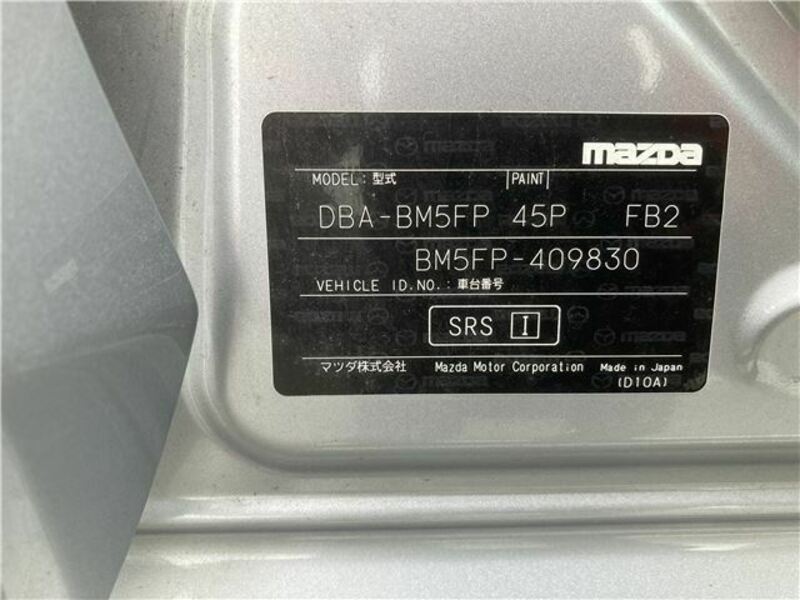 mazda
MODEL:型式 |PAINT|
DBA-BM5FP 45P FB2
BM5FP-409830
VEHICLE ID.NO.:車台番号
SRS I
マツダ株式会社 Mazda Motor Corporation Made in Japan
(D10A)